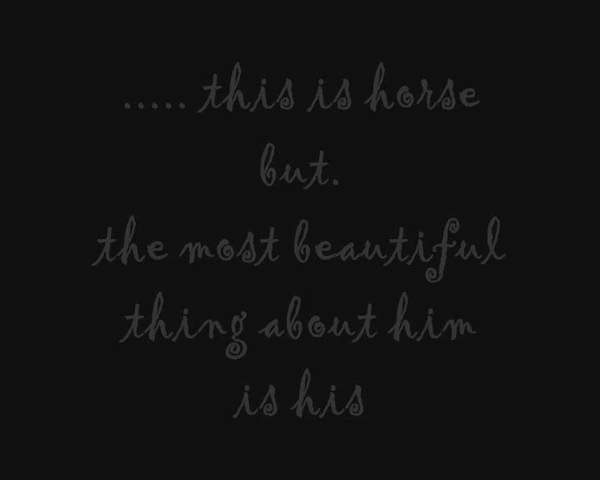 ..... this is horse
but.
the most beautiful
thing about him
is his